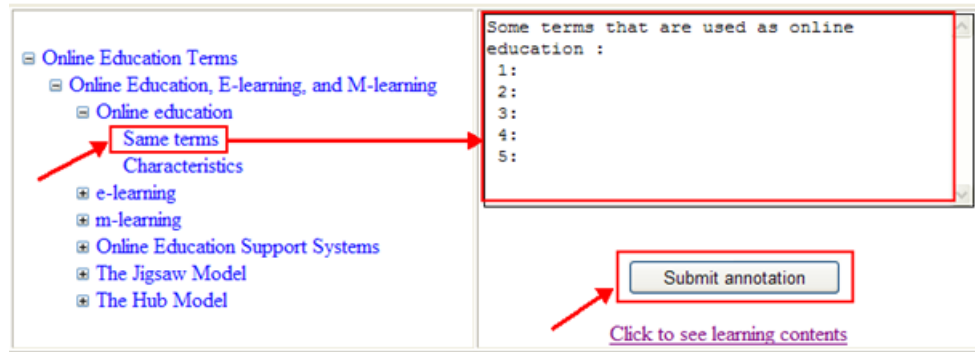 Online Education Terms
Online Education, E-learning, and M-learning
Online education
Same terms
Characteristics
e-learning
m-learning
Online Education Support Systems
The Jigsaw Model
The Hub Model
Some terms that are used as online
education :
1:
2:
3:
4:
5:
Submit annotation
Click to see learning contents